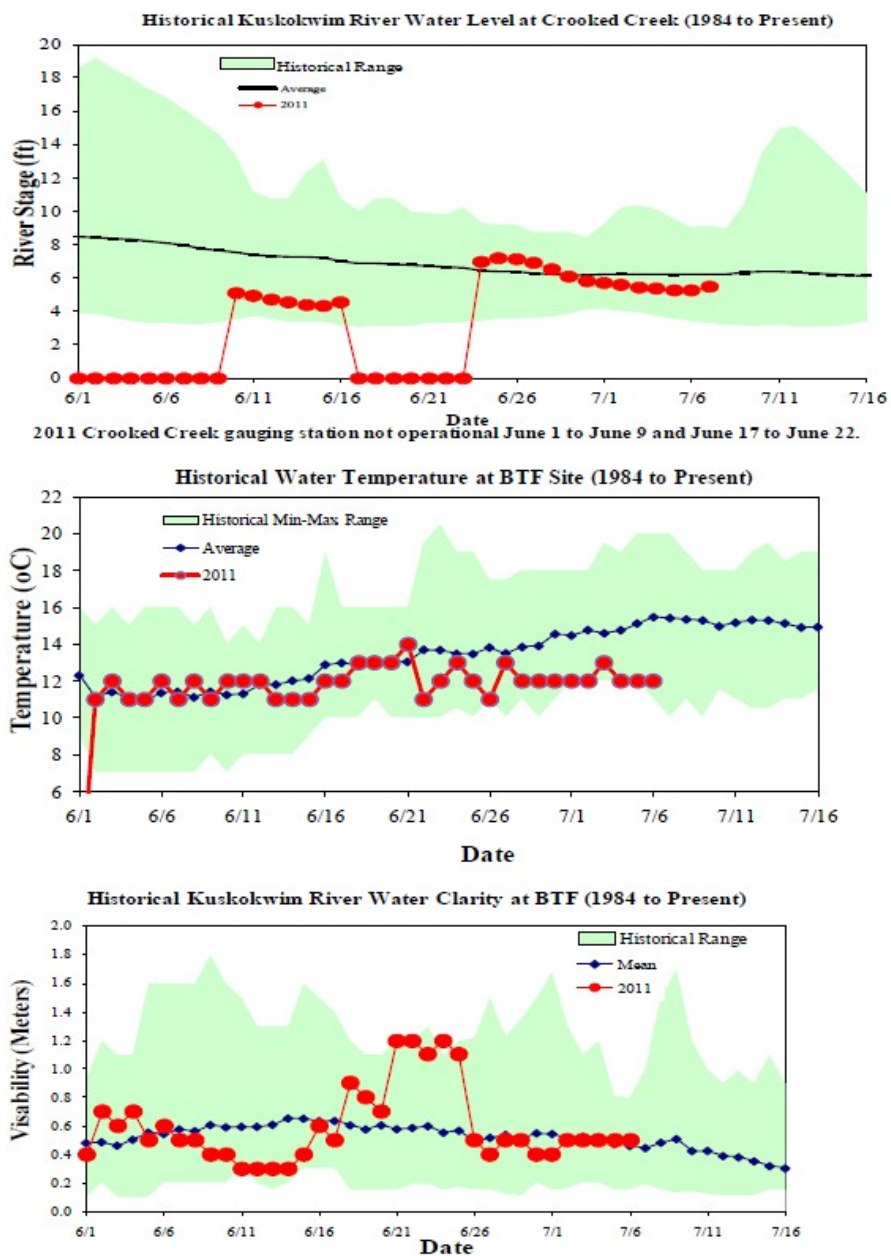 Historical Kuskokwim River Water Level at Crooked Creek (1984 to Present)
River Stage (ft)
20
18
16
14
12
10
8
6
4
2
0
Historical Range
Average
2011
6/1 6/6 6/11 6/16 6/21 6/26 7/1 7/6 7/11 7/16
Date
2011 Crooked Creek gauging station not operational June 1 to June 9 and June 17 to June 22.
Historical Water Temperature at BTF Site (1984 to Present)
Temperature (oC)
22
20
18
16
14
12
10
8
6
Historical Min-Max Range
Average
2011
6/1 6/6 6/11 6/16 6/21 6/26 7/1 7/6 7/11 7/16
Date
Historical Kuskokwim River Water Clarity at BTF (1984 to Present)
Visability (Meters)
2.0
1.8
1.6
1.4
1.2
1.0
0.8
0.6
0.4
0.2
0.0
Historical Range
Mean
2011
6/1 6/6 6/11 6/16 6/21 6/26 7/1 7/6 7/11 7/16
Date